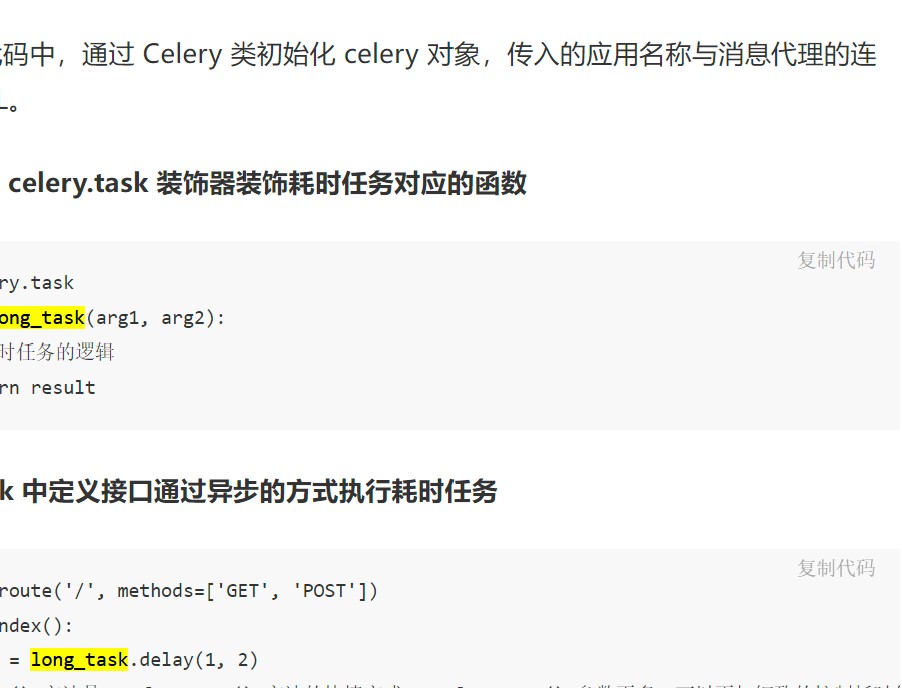 码中，通过 Celery 类初始化 celery 对象，传入的应用名称与消息代理的连
。
celery.task 装饰器装饰耗时任务对应的函数
复制代码
ry.task
ong_task(arg1, arg2):
时任务的逻辑
rn result
k 中定义接口通过异步的方式执行耗时任务
复制代码
route('/', methods=['GET', 'POST'])
ndex():
= long_task.delay(1, 2)